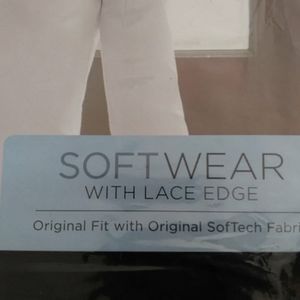 SOFTWEAR
WITH LACE EDGE
Original Fit with Original SofTech Fabri